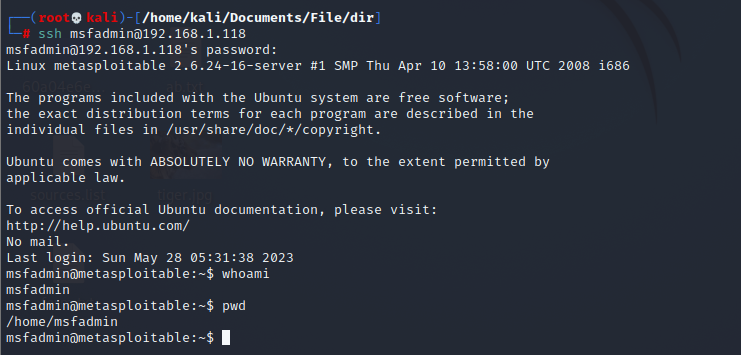 ┌──(root💀kali)-[/home/kali/Documents/File/dir]
└─# ssh msfadmin@192.168.1.118
msfadmin@192.168.1.118's password:
Linux metasploitable 2.6.24-16-server #1 SMP Thu Apr 10 13:58:00 UTC 2008 i686
The programs included with the Ubuntu system are free software;
the exact distribution terms for each program are described in the
individual files in /usr/share/doc/*/copyright.
Ubuntu comes with ABSOLUTELY NO WARRANTY, to the extent permitted by
applicable law.
sources.list tiger.jpg
To access official Ubuntu documentation, please visit:
http://help.ubuntu.com/
No mail.
Last login: Sun May 28 05:31:38 2023
msfadmin@metasploitable:~$ whoami
msfadmin
msfadmin@metasploitable:~$ pwd
/home/msfadmin
msfadmin@metasploitable:~$